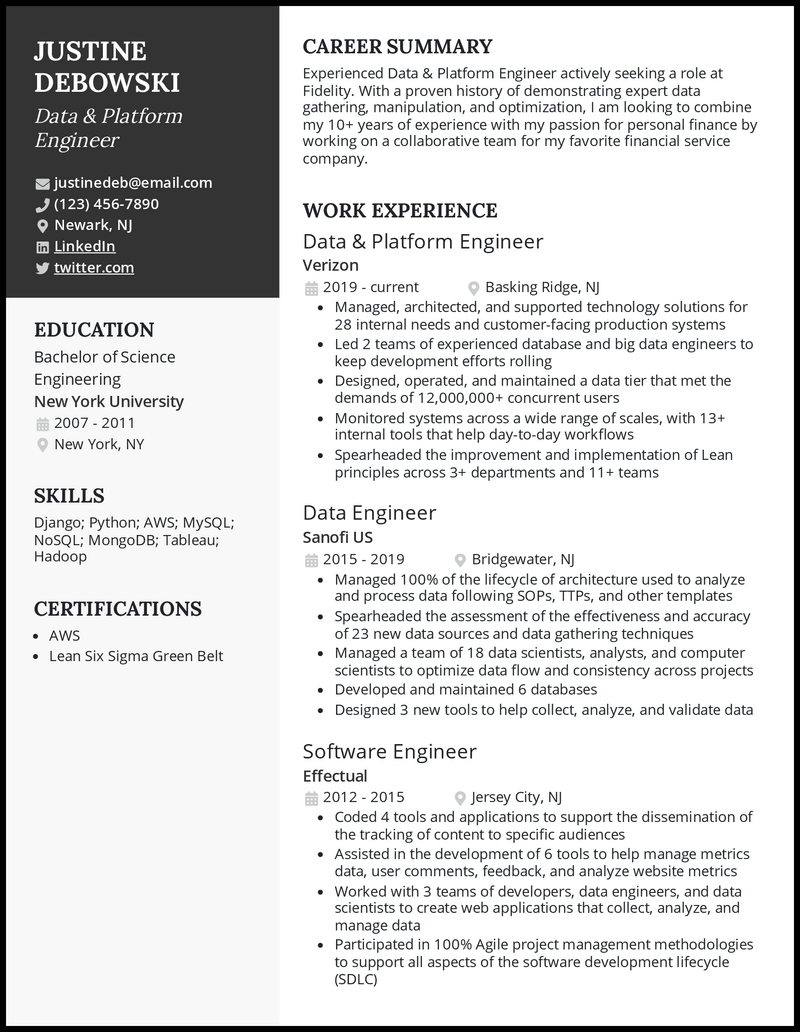 JUSTINE
DEBOWSKI
Data & Platform
Engineer
justinedeb@email.com
(123) 456-7890
Newark, NJ
LinkedIn
twitter.com
EDUCATION
Bachelor of Science
Engineering
New York University
2007 - 2011
New York, NY
SKILLS
Django; Python; AWS; MySQL;
NoSQL; MongoDB; Tableau;
Hadoop
CERTIFICATIONS
• AWS
• Lean Six Sigma Green Belt
CAREER SUMMARY
Experienced Data & Platform Engineer actively seeking a role at
Fidelity. With a proven history of demonstrating expert data
gathering, manipulation, and optimization, I am looking to combine
my 10+ years of experience with my passion for personal finance by
working on a collaborative team for my favorite financial service
company.
WORK EXPERIENCE
Data & Platform Engineer
Verizon
2019 - current Basking Ridge, NJ
• Managed, architected, and supported technology solutions for
28 internal needs and customer-facing production systems
• Led 2 teams of experienced database and big data engineers to
keep development efforts rolling
• Designed, operated, and maintained a data tier that met the
demands of 12,000,000+ concurrent users
• Monitored systems across a wide range of scales, with 13+
internal tools that help day-to-day workflows
• Spearheaded the improvement and implementation of Lean
principles across 3+ departments and 11+ teams
Data Engineer
Sanofi US
2015 - 2019 Bridgewater, NJ
• Managed 100% of the lifecycle of architecture used to analyze
and process data following SOPs, TTPs, and other templates
• Spearheaded the assessment of the effectiveness and accuracy
of 23 new data sources and data gathering techniques
• Managed a team of 18 data scientists, analysts, and computer
scientists to optimize data flow and consistency across projects
• Developed and maintained 6 databases
• Designed 3 new tools to help collect, analyze, and validate data
Software Engineer
Effectual
2012 - 2015 Jersey City, NJ
• Coded 4 tools and applications to support the dissemination of
the tracking of content to specific audiences
• Assisted in the development of 6 tools to help manage metrics
data, user comments, feedback, and analyze website metrics
• Worked with 3 teams of developers, data engineers, and data
scientists to create web applications that collect, analyze, and
manage data
• Participated in 100% Agile project management methodologies
to support all aspects of the software development lifecycle
(SDLC)